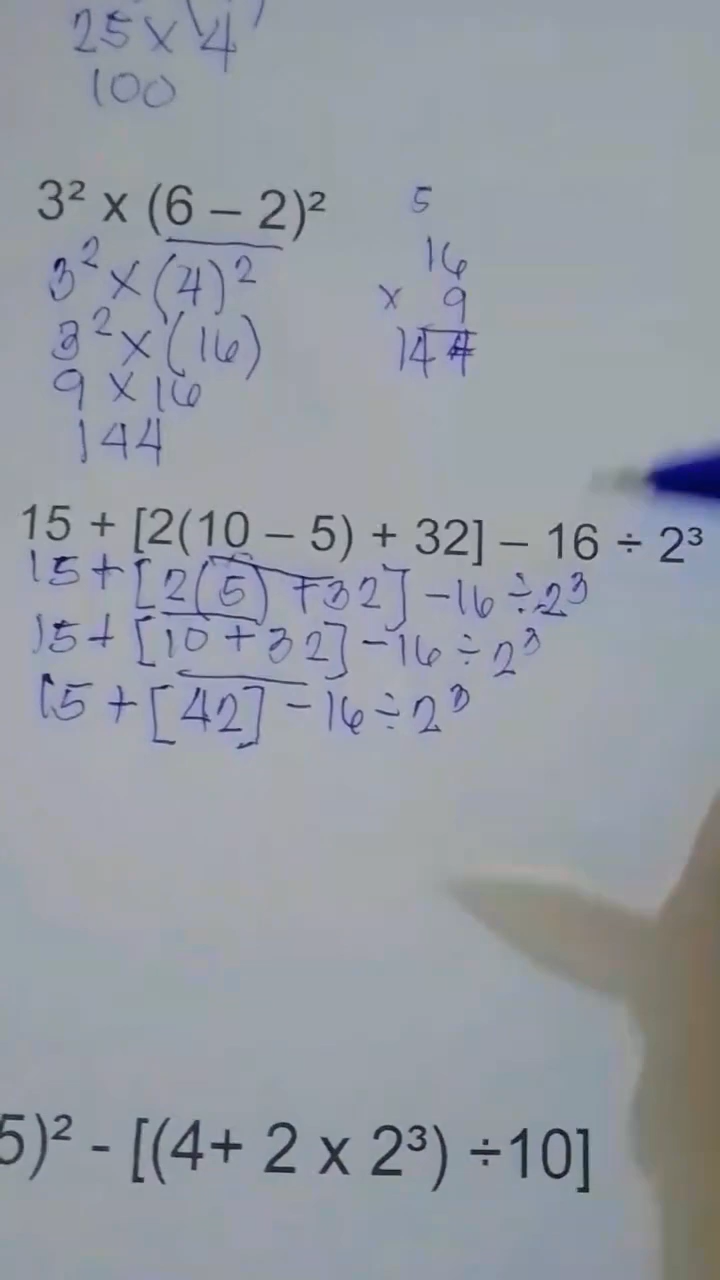 25 x 4
100
3² x (6 – 2)²
3² x (4)²
3² x (16)
9 x 16
144
5
16
x 9
144
15 + [2(10 – 5) + 32] – 16 ÷ 2³
15 + [2(5) + 32] – 16 ÷ 2³
15 + [10 + 32] – 16 ÷ 2³
15 + [42] – 16 ÷ 2³
5)² - [(4+ 2 x 2³) ÷10]